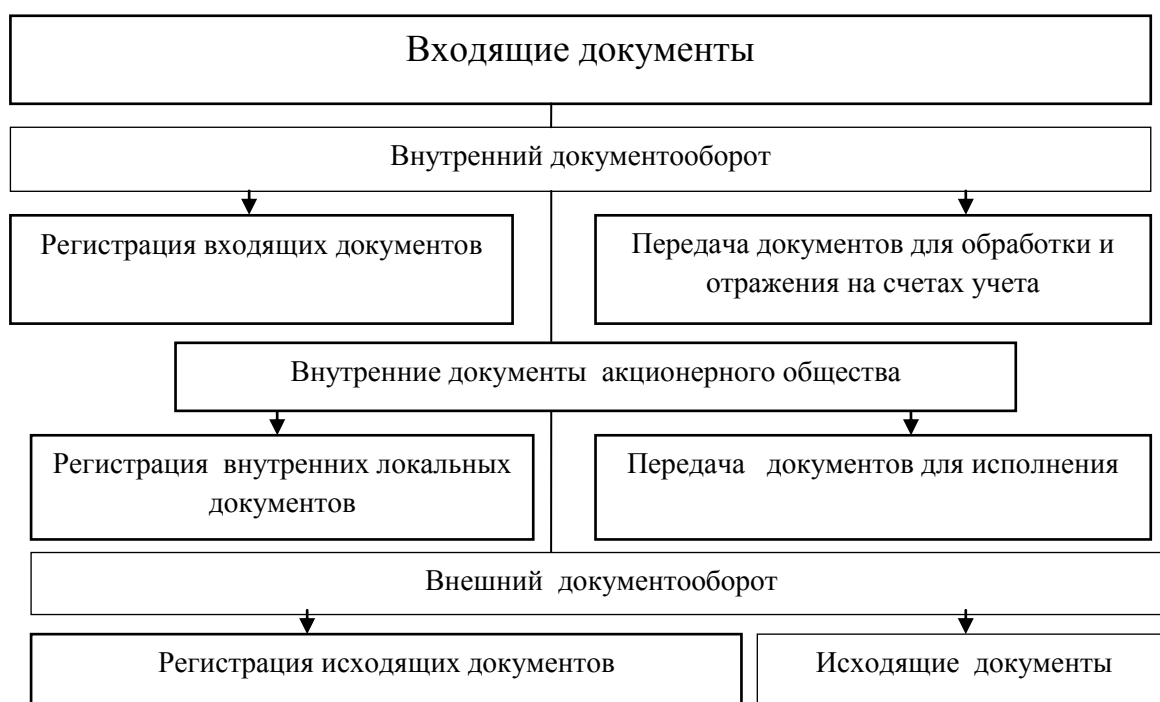 Входящие документы
Внутренний документооборот
Регистрация входящих документов
Передача документов для обработки и
отражения на счетах учета
Внутренние документы акционерного общества
Регистрация внутренних локальных
документов
Передача документов для исполнения
Внешний документооборот
Регистрация исходящих документов
Исходящие документы